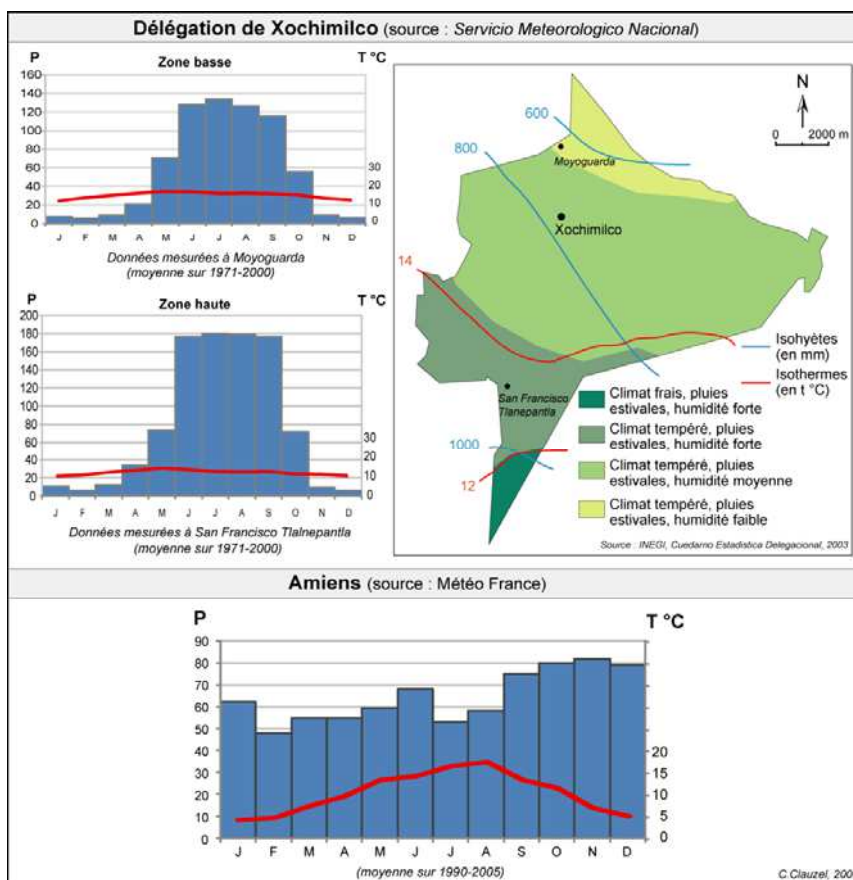 Délégation de Xochimilco (source : Servicio Meteorologico Nacional)
P Zone basse T °C
160
140
120
100
80
60
40
20
0
30
20
10
0
J F M A M J J A S O N D
Données mesurées à Moyoguarda
(moyenne sur 1971-2000)
P Zone haute T °C
200
180
160
140
120
100
80
60
40
20
0
30
20
10
0
J F M A M J J A S O N D
Données mesurées à San Francisco Tlalnepantla
(moyenne sur 1971-2000)
N
0 2000 m
600
800
Moyoguarda
Xochimilco
14
San Francisco
Tlanepantla
1000
12
Isohyètes
(en mm)
Isothermes
(en t °C)
Climat frais, pluies
estivales, humidité forte
Climat tempéré, pluies
estivales, humidité forte
Climat tempéré, pluies
estivales, humidité moyenne
Climat tempéré, pluies
estivales, humidité faible
Source : INEGI, Cuedarno Estadistica Delegacional, 2003
Amiens (source : Météo France)
P T °C
90
80
70
60
50
40
30
20
10
0
20
15
10
5
0
J F M A M J J A S O N D
(moyenne sur 1990-2005)
C.Clauzel, 200